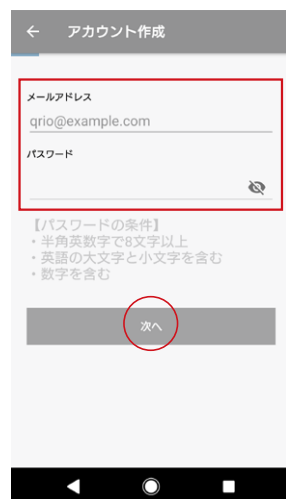 アカウント作成
メールアドレス
qrio@example.com
パスワード
【パスワードの条件】
・半角英数字で8文字以上
・英語の大文字と小文字を含む
・数字を含む
次へ